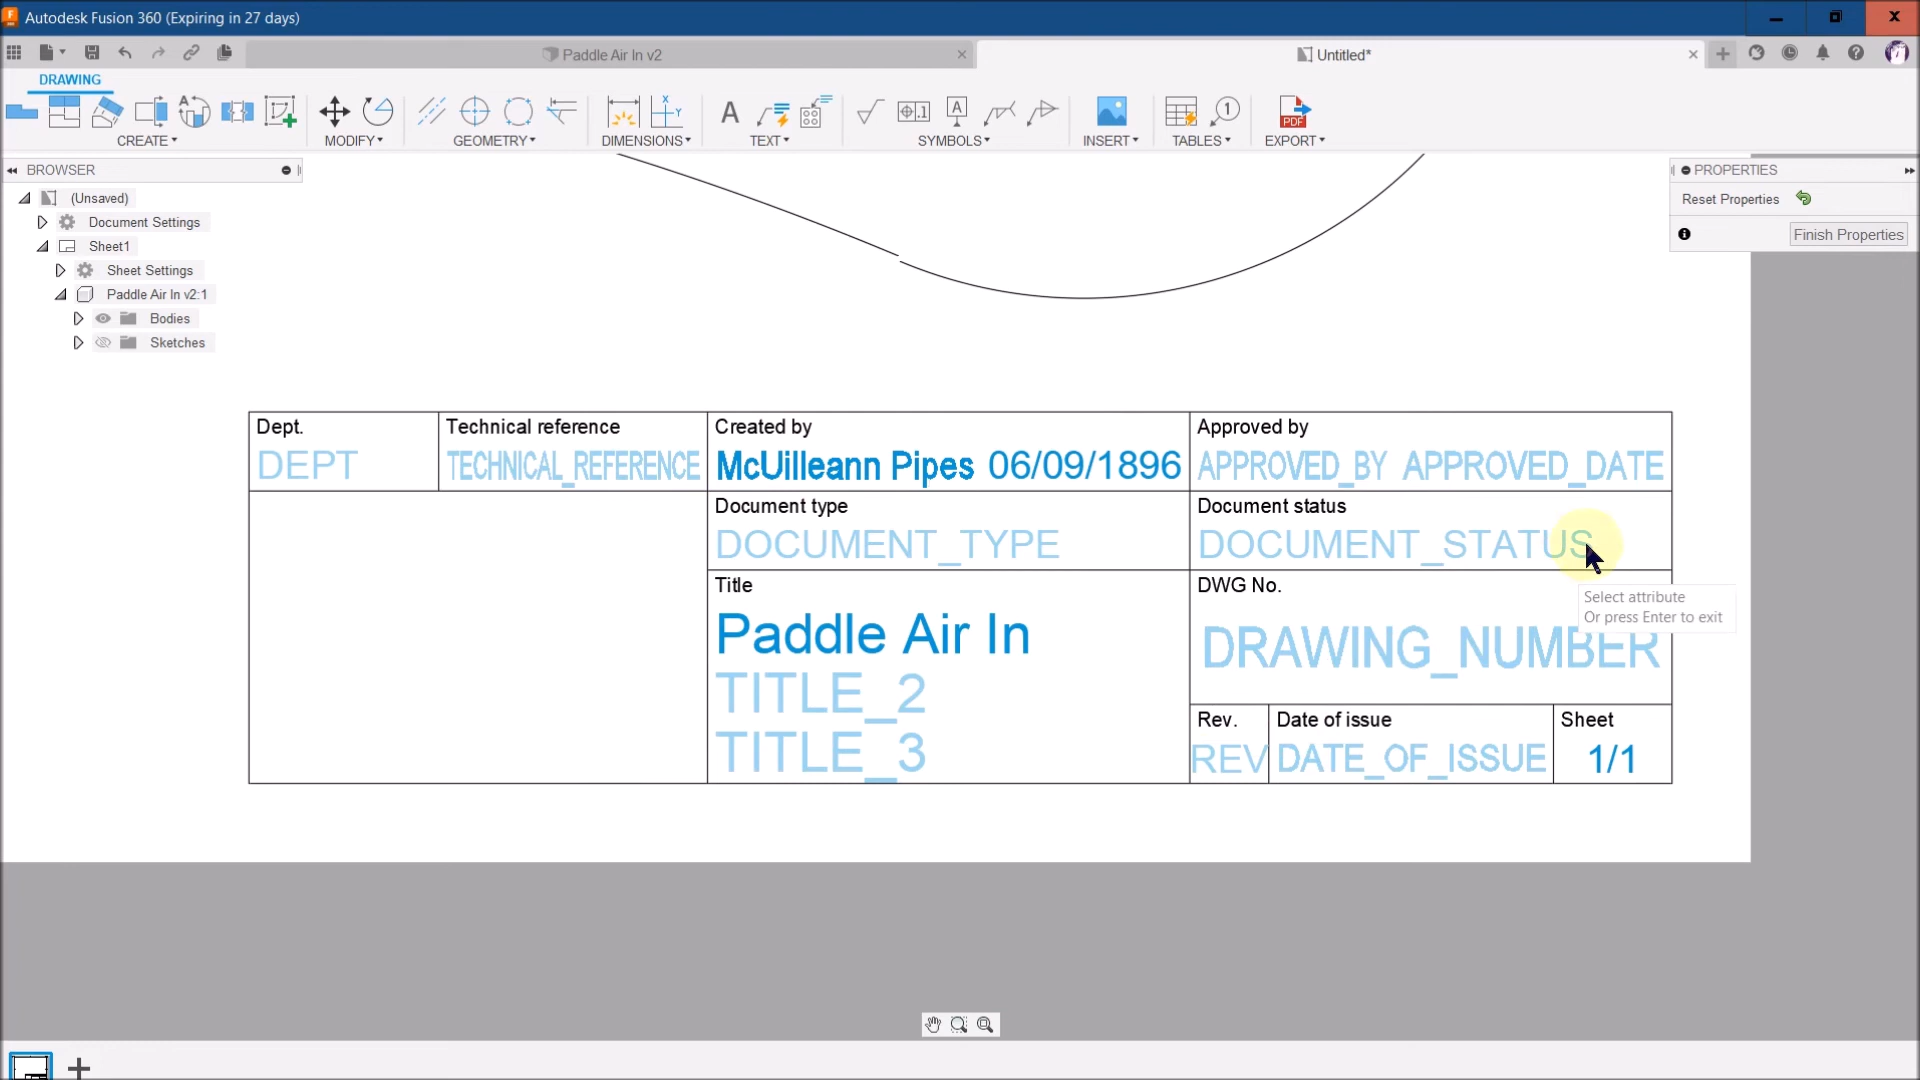 Autodesk Fusion 360 (Expiring in 27 days)
Paddle Air In v2
Untitled*
DRAWING
CREATE
MODIFY
GEOMETRY
DIMENSIONS
TEXT
SYMBOLS
INSERT
TABLES
EXPORT
BROWSER
(Unsaved)
Document Settings
Sheet1
Sheet Settings
Paddle Air In v2:1
Bodies
Sketches
PROPERTIES
Reset Properties
Finish Properties
Dept.
DEPT
Technical reference
TECHNICAL_REFERENCE
Created by
McUilleann Pipes 06/09/1896
Approved by
APPROVED_BY APPROVED_DATE
Document type
DOCUMENT_TYPE
Document status
DOCUMENT_STATUS
Select attribute
Or press Enter to exit
Title
Paddle Air In
TITLE_2
TITLE_3
DWG No.
DRAWING_NUMBER
Rev.
REV
Date of issue
DATE_OF_ISSUE
Sheet
1/1